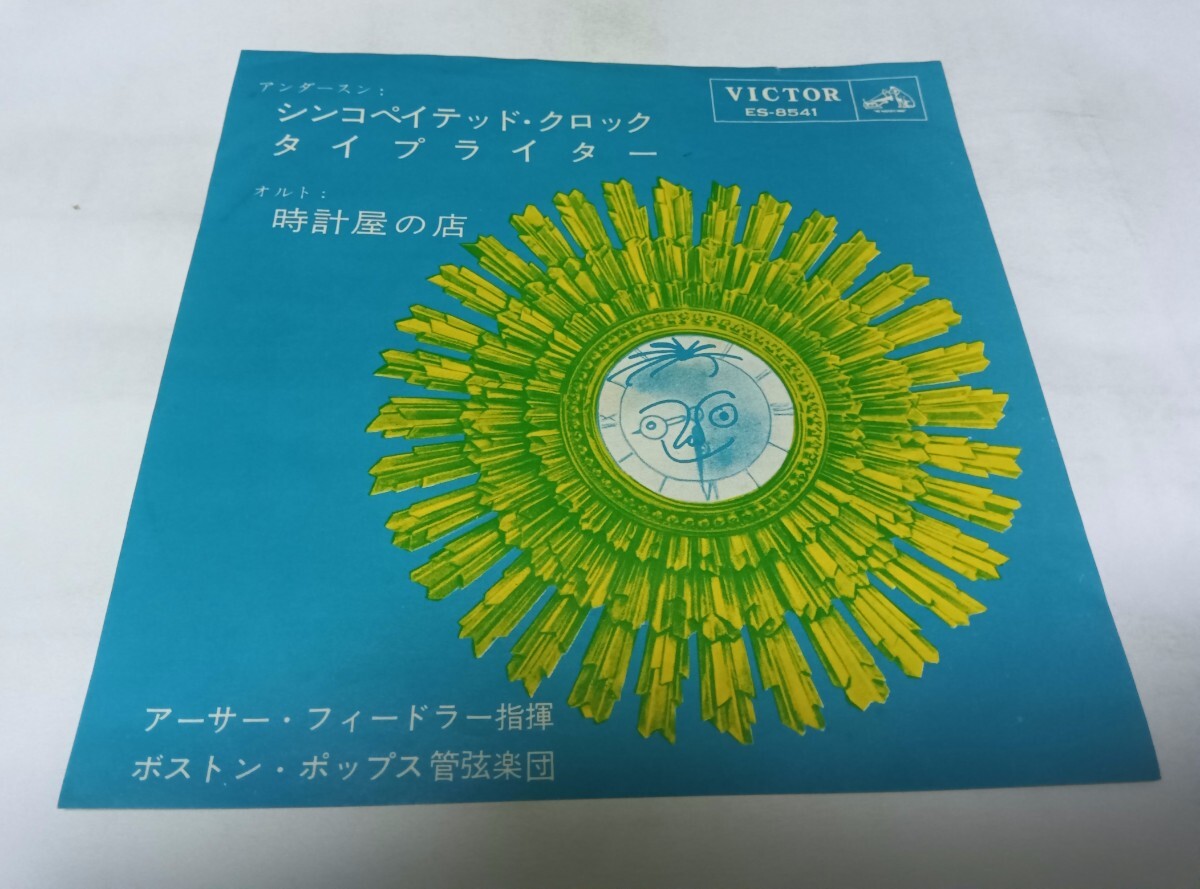 アンダースン：
シンコペイテッド・クロック
タイプライター
オルト：
時計屋の店
VICTOR
ES-8541
アーサー・フィードラー指揮
ボストン・ポップス管弦楽団